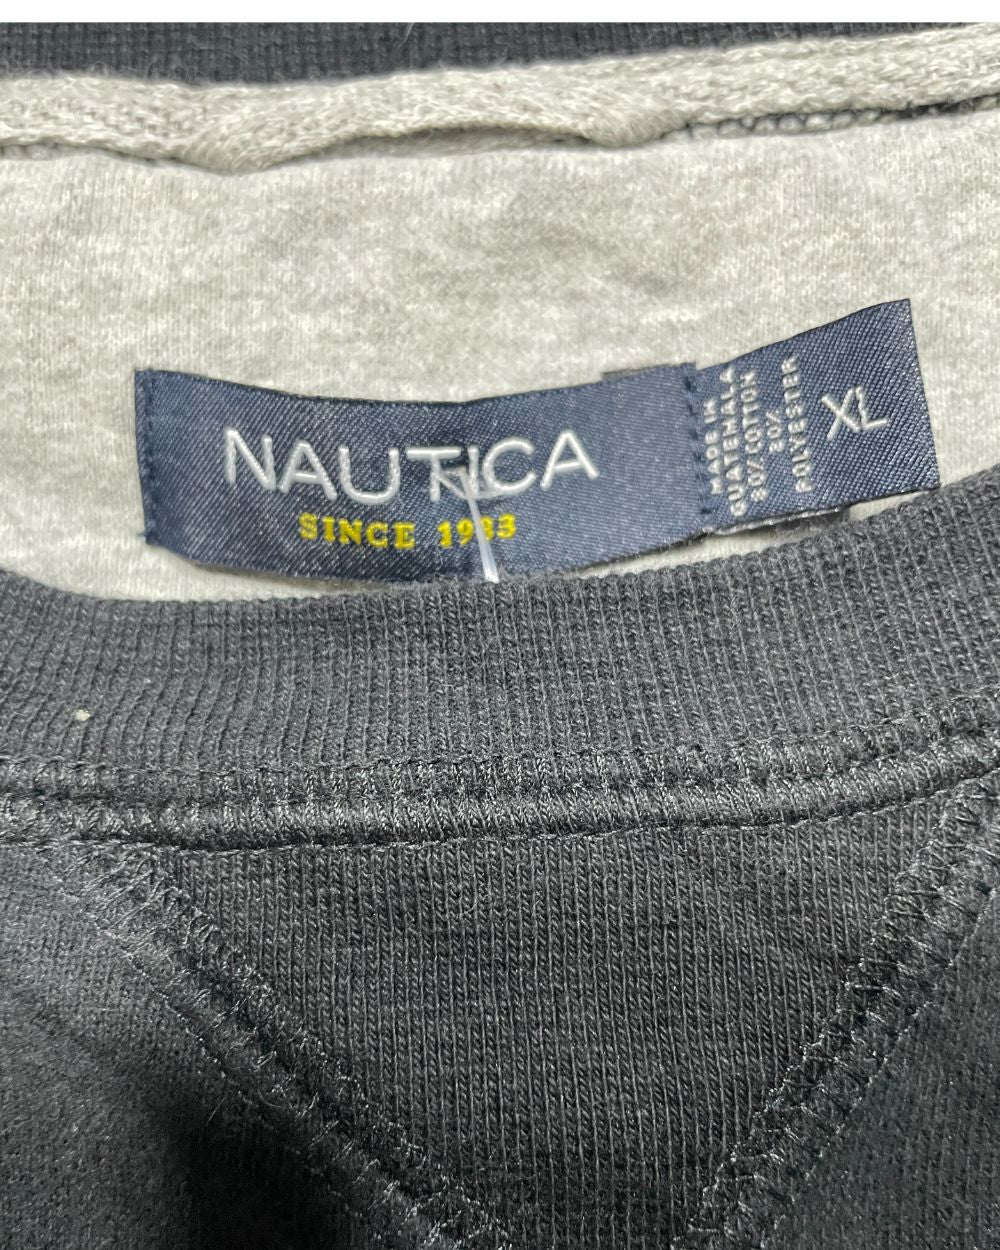 NAUTICA
SINCE 1983
MADE IN
GUATEMALA
80% COTTON
20%
POLYESTER
XL